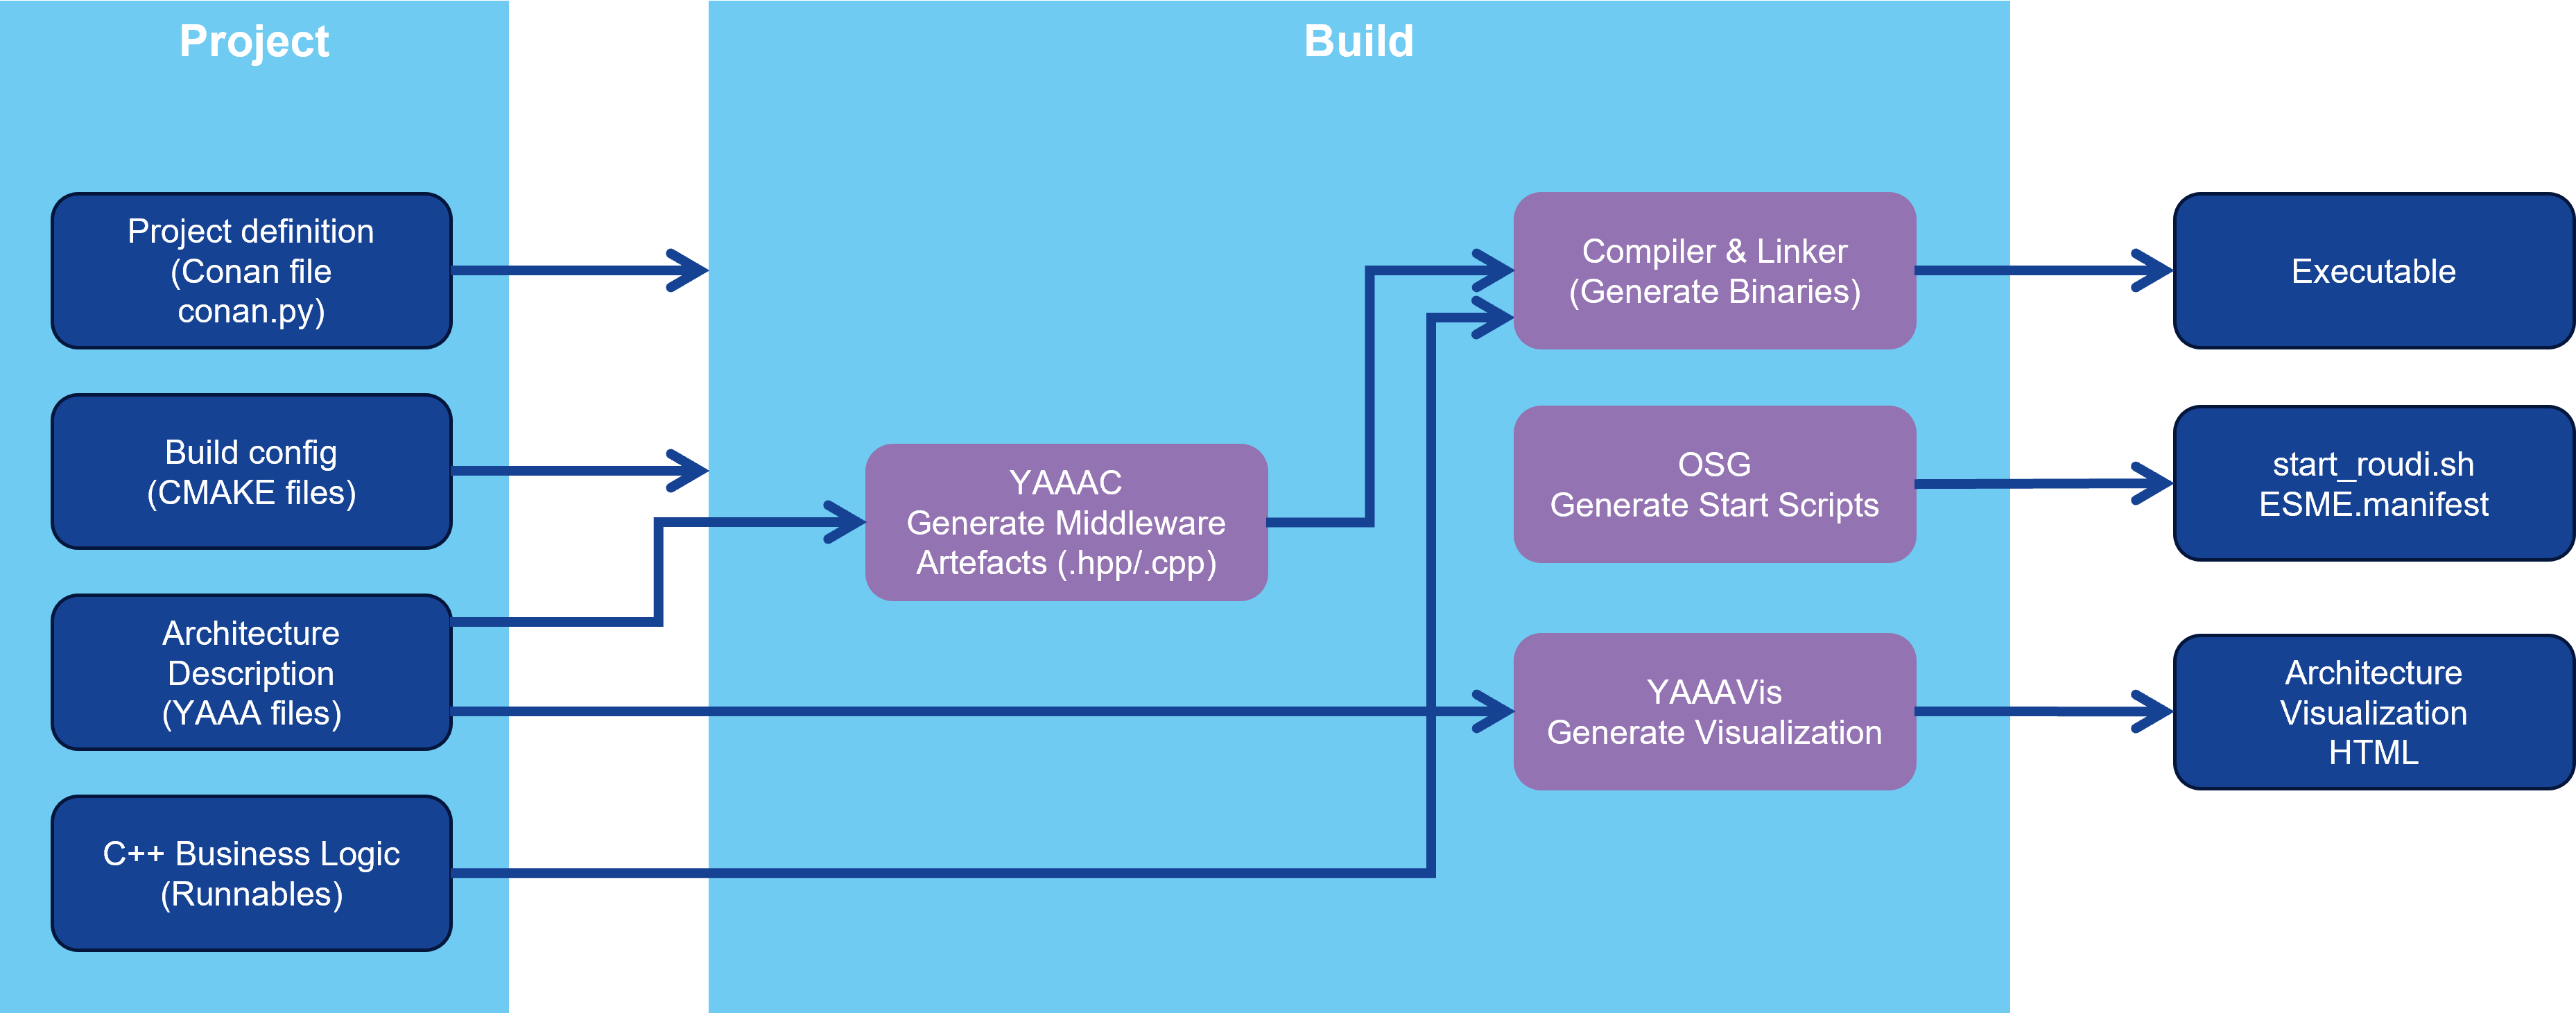 Project
Build
Project definition
(Conan file
conan.py)
Build config
(CMAKE files)
Architecture
Description
(YAAA files)
C++ Business Logic
(Runnables)
YAAAC
Generate Middleware
Artefacts (.hpp/.cpp)
Compiler & Linker
(Generate Binaries)
OSG
Generate Start Scripts
YAAAVis
Generate Visualization
Executable
start_roudi.sh
ESME.manifest
Architecture
Visualization
HTML